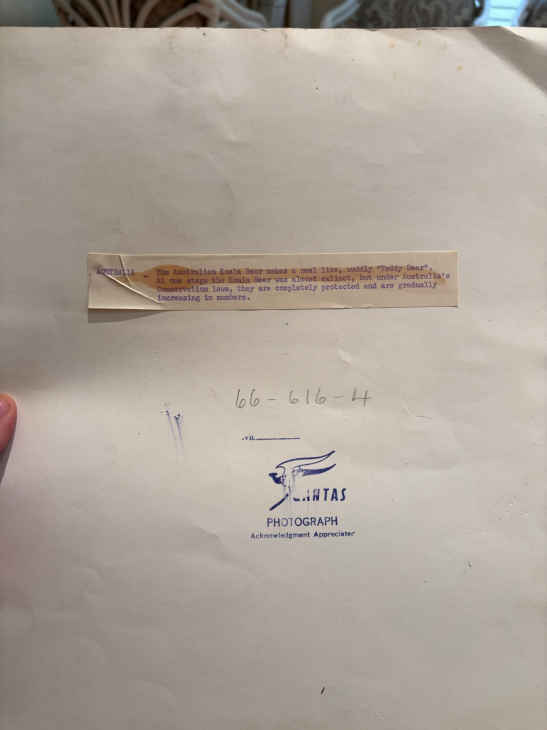 AUSTRALIA - The Australian Koala Bear makes a real live, cuddly "Teddy Bear".
At one stage the Koala Bear was almost extinct, but under Australia's
Conservation laws, they are completely protected and are gradually
increasing in numbers.
66-616-4
QANTAS
PHOTOGRAPH
Acknowledgment Appreciated